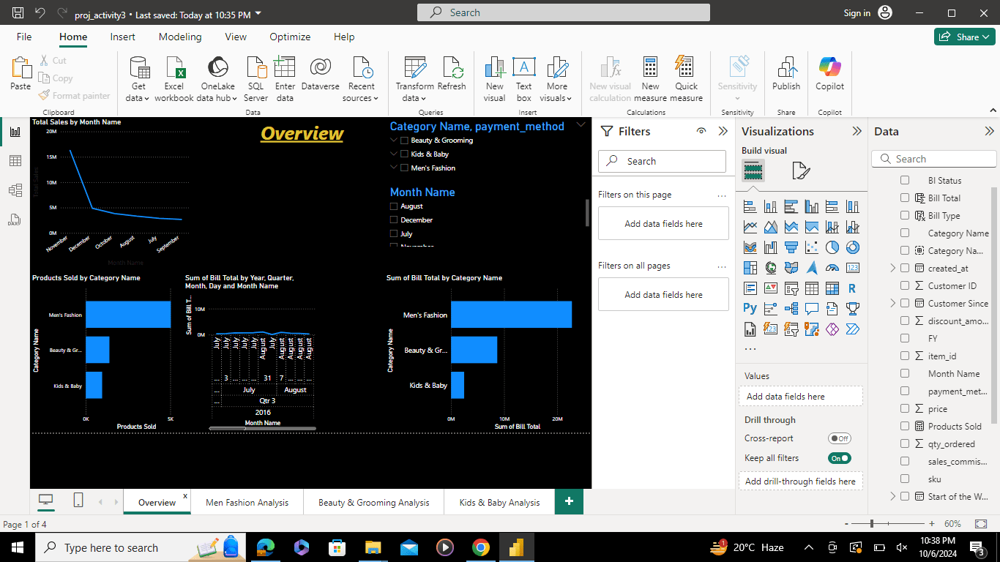 proj_activity3 • Last saved: Today at 10:35 PM
Search
Sign in
File Home Insert Modeling View Optimize Help
Share
Paste
Cut
Copy
Format painter
Get data
Excel workbook
OneLake data hub
SQL Server
Enter data
Dataverse
Recent sources
Transform data
Refresh
New visual
Text box
More visuals
New visual calculation
New measure
Quick measure
Sensitivity
Publish
Copilot
Clipboard
Data
Queries
Insert
Calculations
Sensitivity
Share
Copilot
Total Sales by Month Name
20M
15M
10M
5M
0M
Total Sales
November
December
October
August
July
September
Month Name
Overview
Category Name, payment_method
Beauty & Grooming
Kids & Baby
Men's Fashion
Month Name
August
December
July
Products Sold by Category Name
Category Name
Men's Fashion
Beauty & Gr...
Kids & Baby
0K 5K
Products Sold
Sum of Bill Total by Year, Quarter,
Month, Day and Month Name
Sum of Bill T...
10M
0M
July July July July July August July August August August August
... 3 ... ... ... 31 7 ... ... ...
... July August
... Qtr 3
2016
Month Name
Sum of Bill Total by Category Name
Category Name
Men's Fashion
Beauty & Gr...
Kids & Baby
0M 10M 20M
Sum of Bill Total
Filters
Search
Filters on this page ...
Add data fields here
Filters on all pages ...
Add data fields here
Visualizations
Build visual
123
R
Py
123
...
Values
Add data fields here
Drill through
Cross-report Off
Keep all filters On
Add drill-through fields here
Data
Search
BI Status
Bill Total
Bill Type
Category Name
Category Na...
created_at
Customer ID
Customer Since
discount_amo...
FY
item_id
Month Name
payment_met...
price
Products Sold
qty_ordered
sales_commis...
sku
Start of the W...
Overview x
Men Fashion Analysis
Beauty & Grooming Analysis
Kids & Baby Analysis
+
Page 1 of 4
- + 60%
Type here to search
1
20°C Haze
10:38 PM
10/6/2024
3